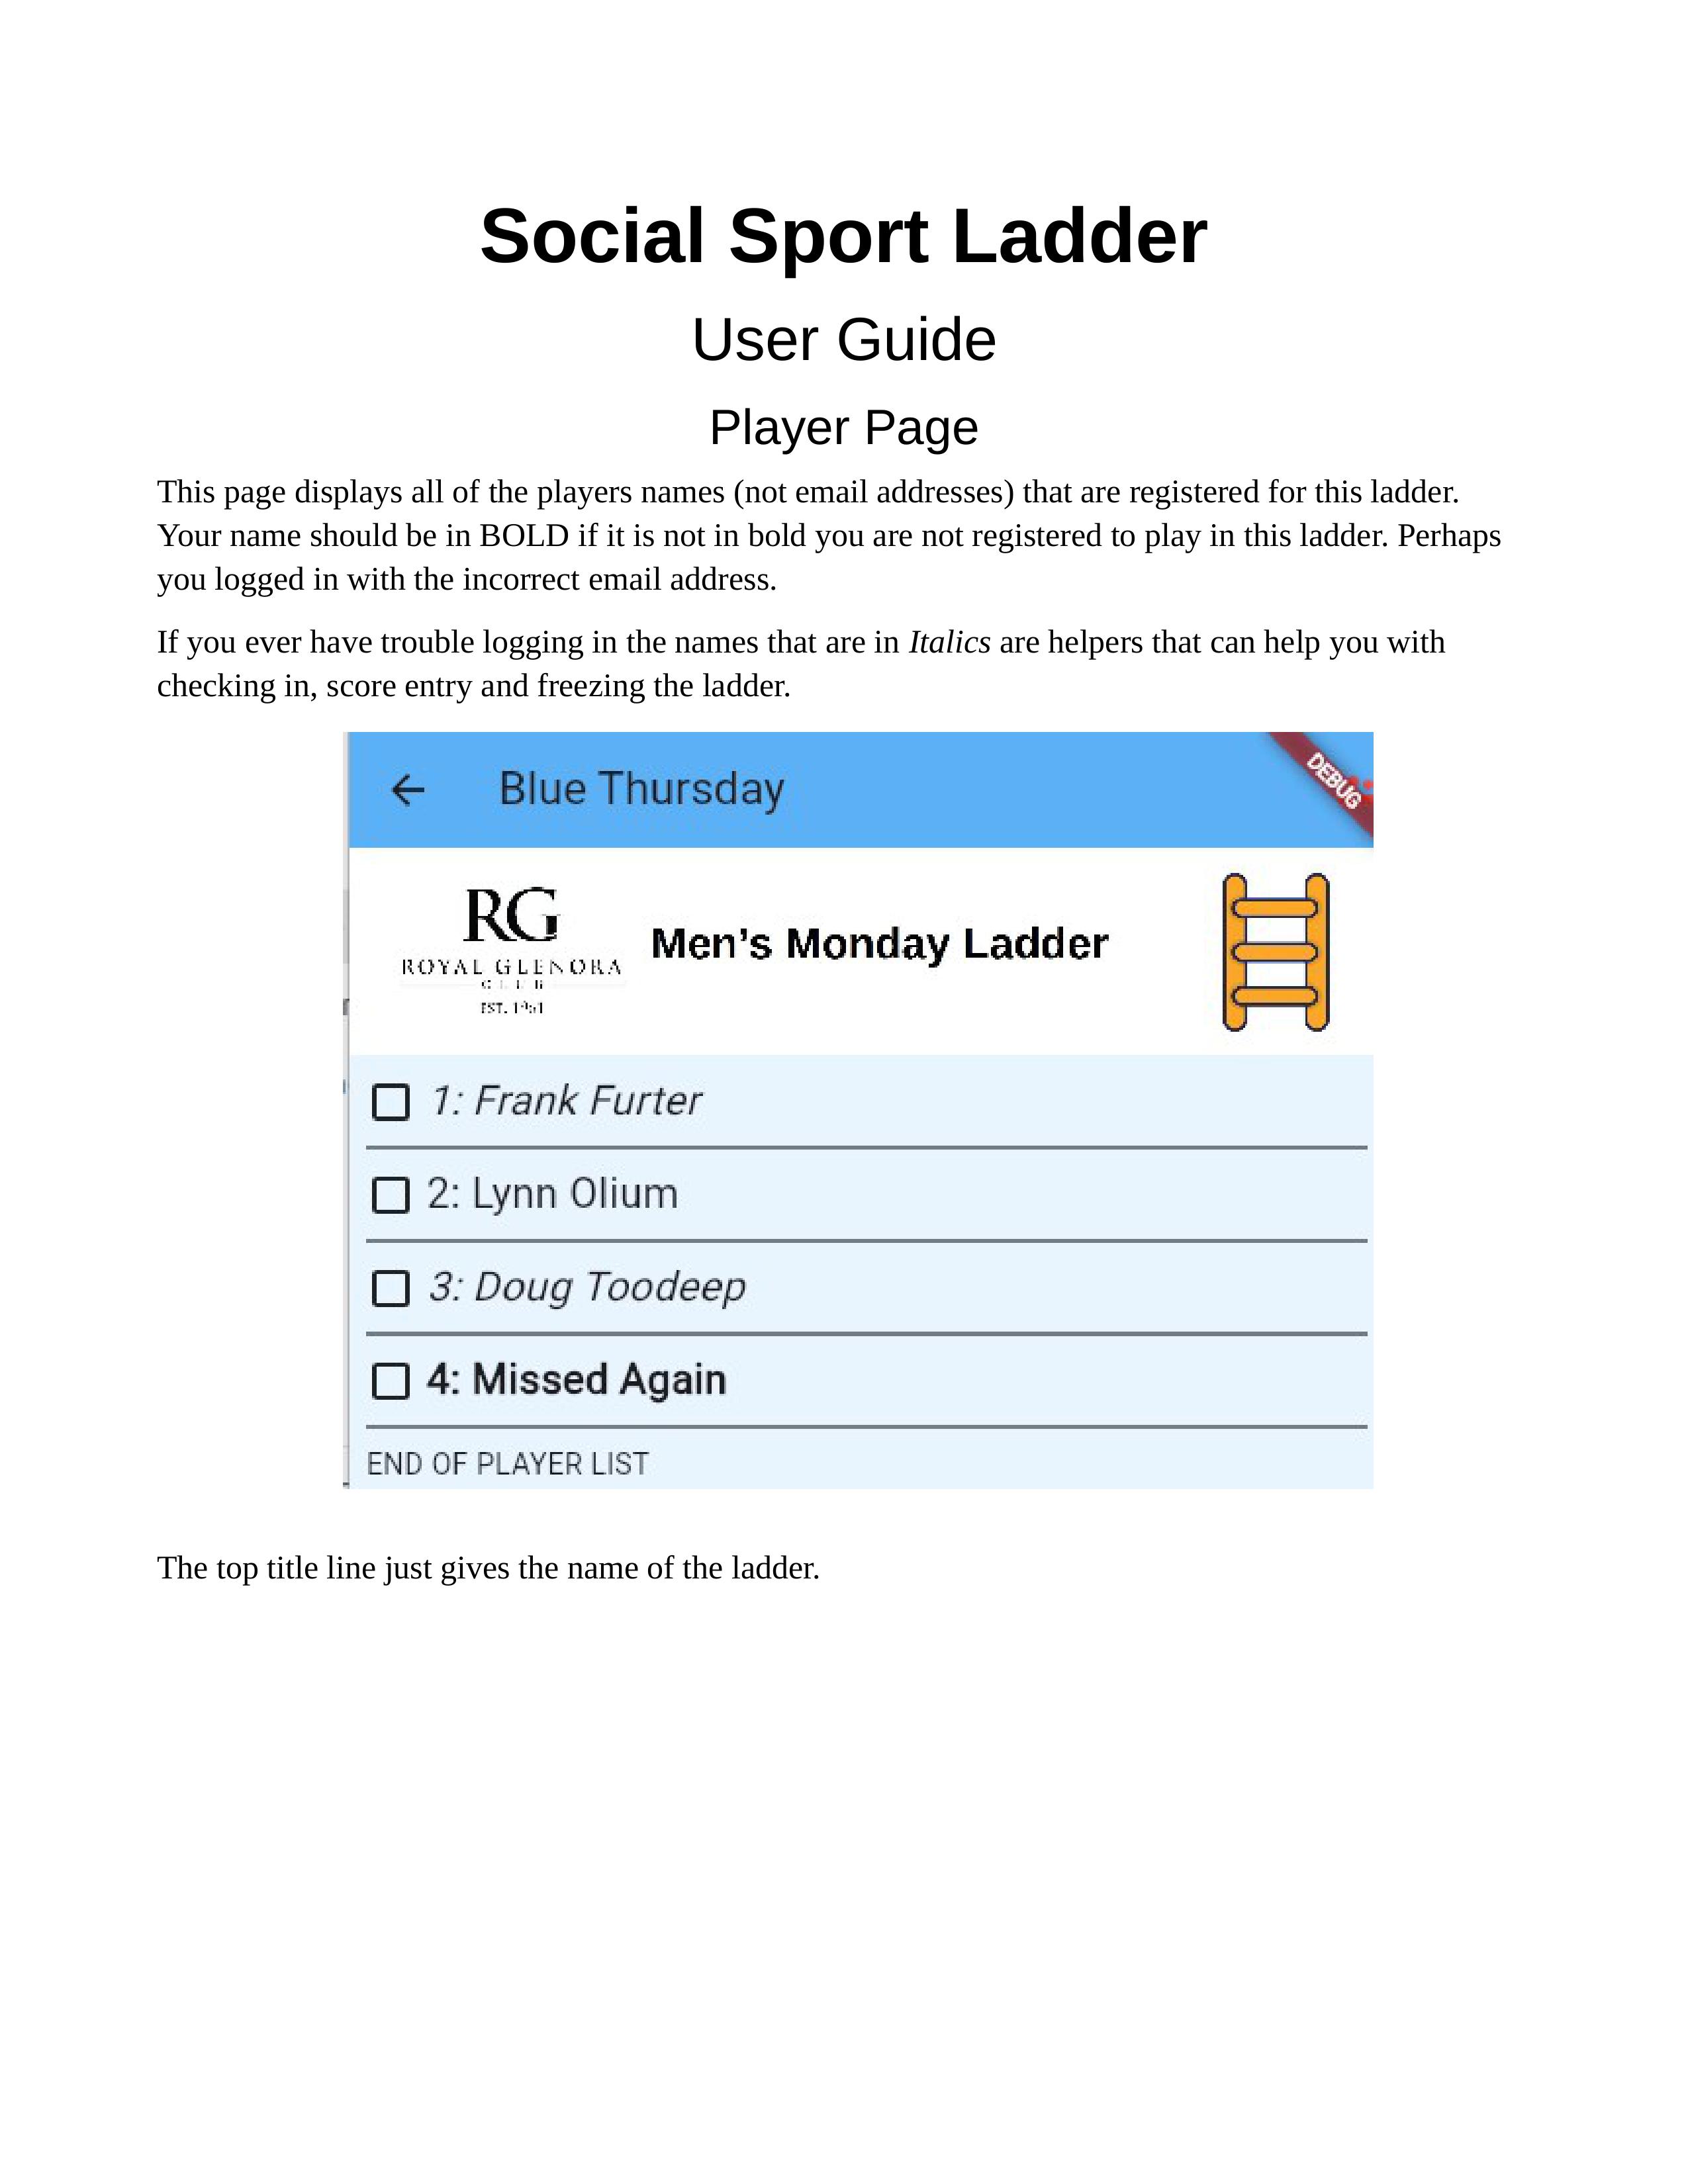 Social Sport Ladder
User Guide
Player Page
This page displays all of the players names (not email addresses) that are registered for this ladder.
Your name should be in BOLD if it is not in bold you are not registered to play in this ladder. Perhaps
you logged in with the incorrect email address.
If you ever have trouble logging in the names that are in Italics are helpers that can help you with
checking in, score entry and freezing the ladder.
Blue Thursday
DEBUG
RG
ROYAL GLENORA
EST.
Men's Monday Ladder
1: Frank Furter
2: Lynn Olium
3: Doug Toodeep
4: Missed Again
END OF PLAYER LIST
The top title line just gives the name of the ladder.